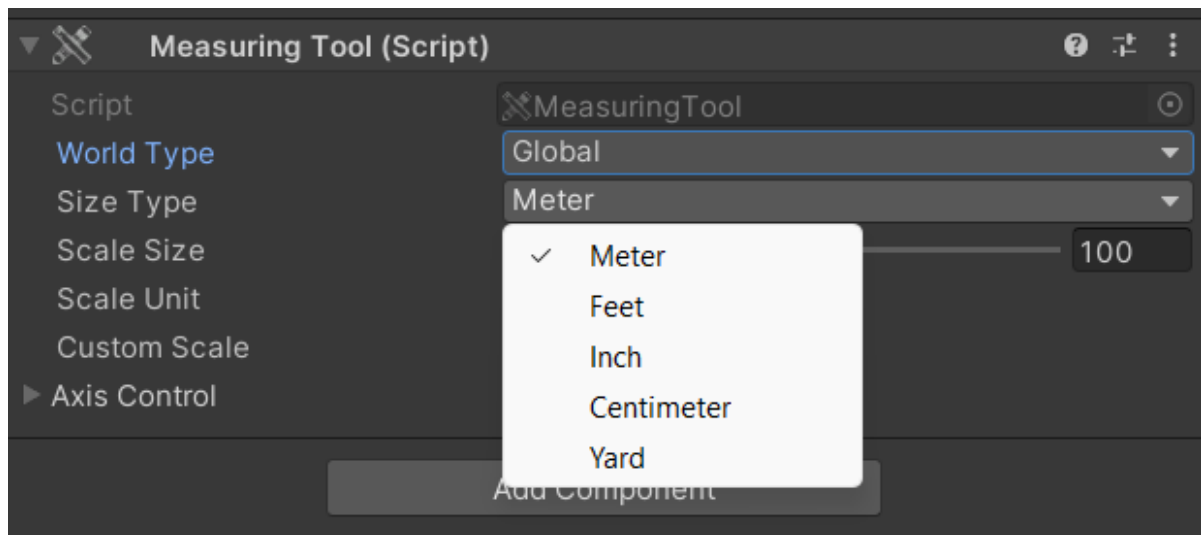 Measuring Tool (Script)
Script MeasuringTool
World Type Global
Size Type Meter
Scale Size 100
Scale Unit
Custom Scale
Axis Control
Meter
Feet
Inch
Centimeter
Yard
Add Component